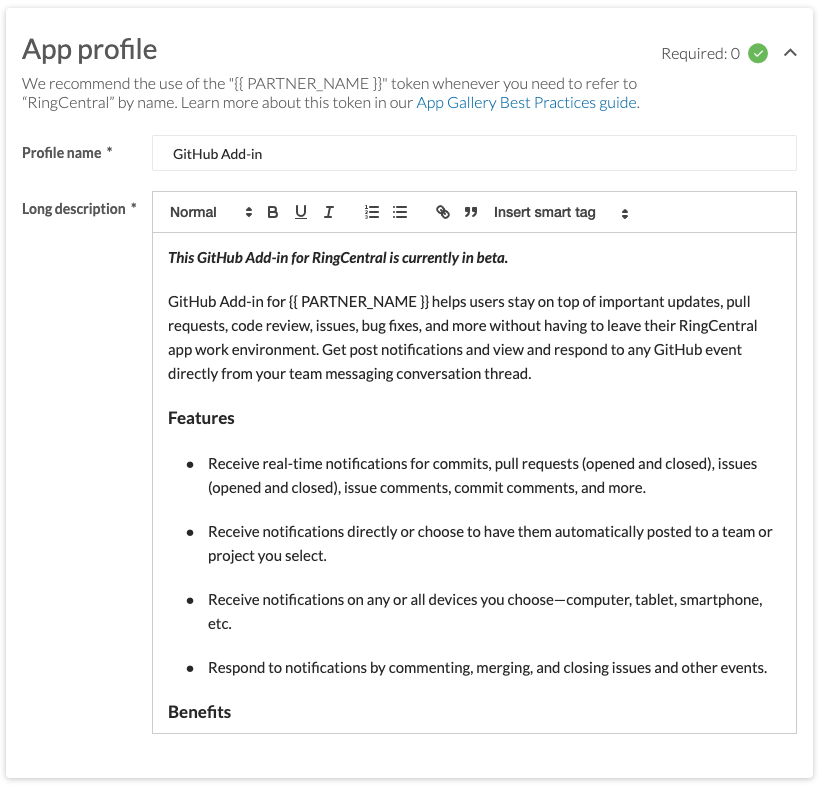 App profile
Required: 0
We recommend the use of the "{{ PARTNER_NAME }}" token whenever you need to refer to
“RingCentral” by name. Learn more about this token in our App Gallery Best Practices guide.
Profile name *
GitHub Add-in
Long description *
Normal B U I Insert smart tag
This GitHub Add-in for RingCentral is currently in beta.
GitHub Add-in for {{ PARTNER_NAME }} helps users stay on top of important updates, pull
requests, code review, issues, bug fixes, and more without having to leave their RingCentral
app work environment. Get post notifications and view and respond to any GitHub event
directly from your team messaging conversation thread.
Features
● Receive real-time notifications for commits, pull requests (opened and closed), issues
(opened and closed), issue comments, commit comments, and more.
● Receive notifications directly or choose to have them automatically posted to a team or
project you select.
● Receive notifications on any or all devices you choose—computer, tablet, smartphone,
etc.
● Respond to notifications by commenting, merging, and closing issues and other events.
Benefits